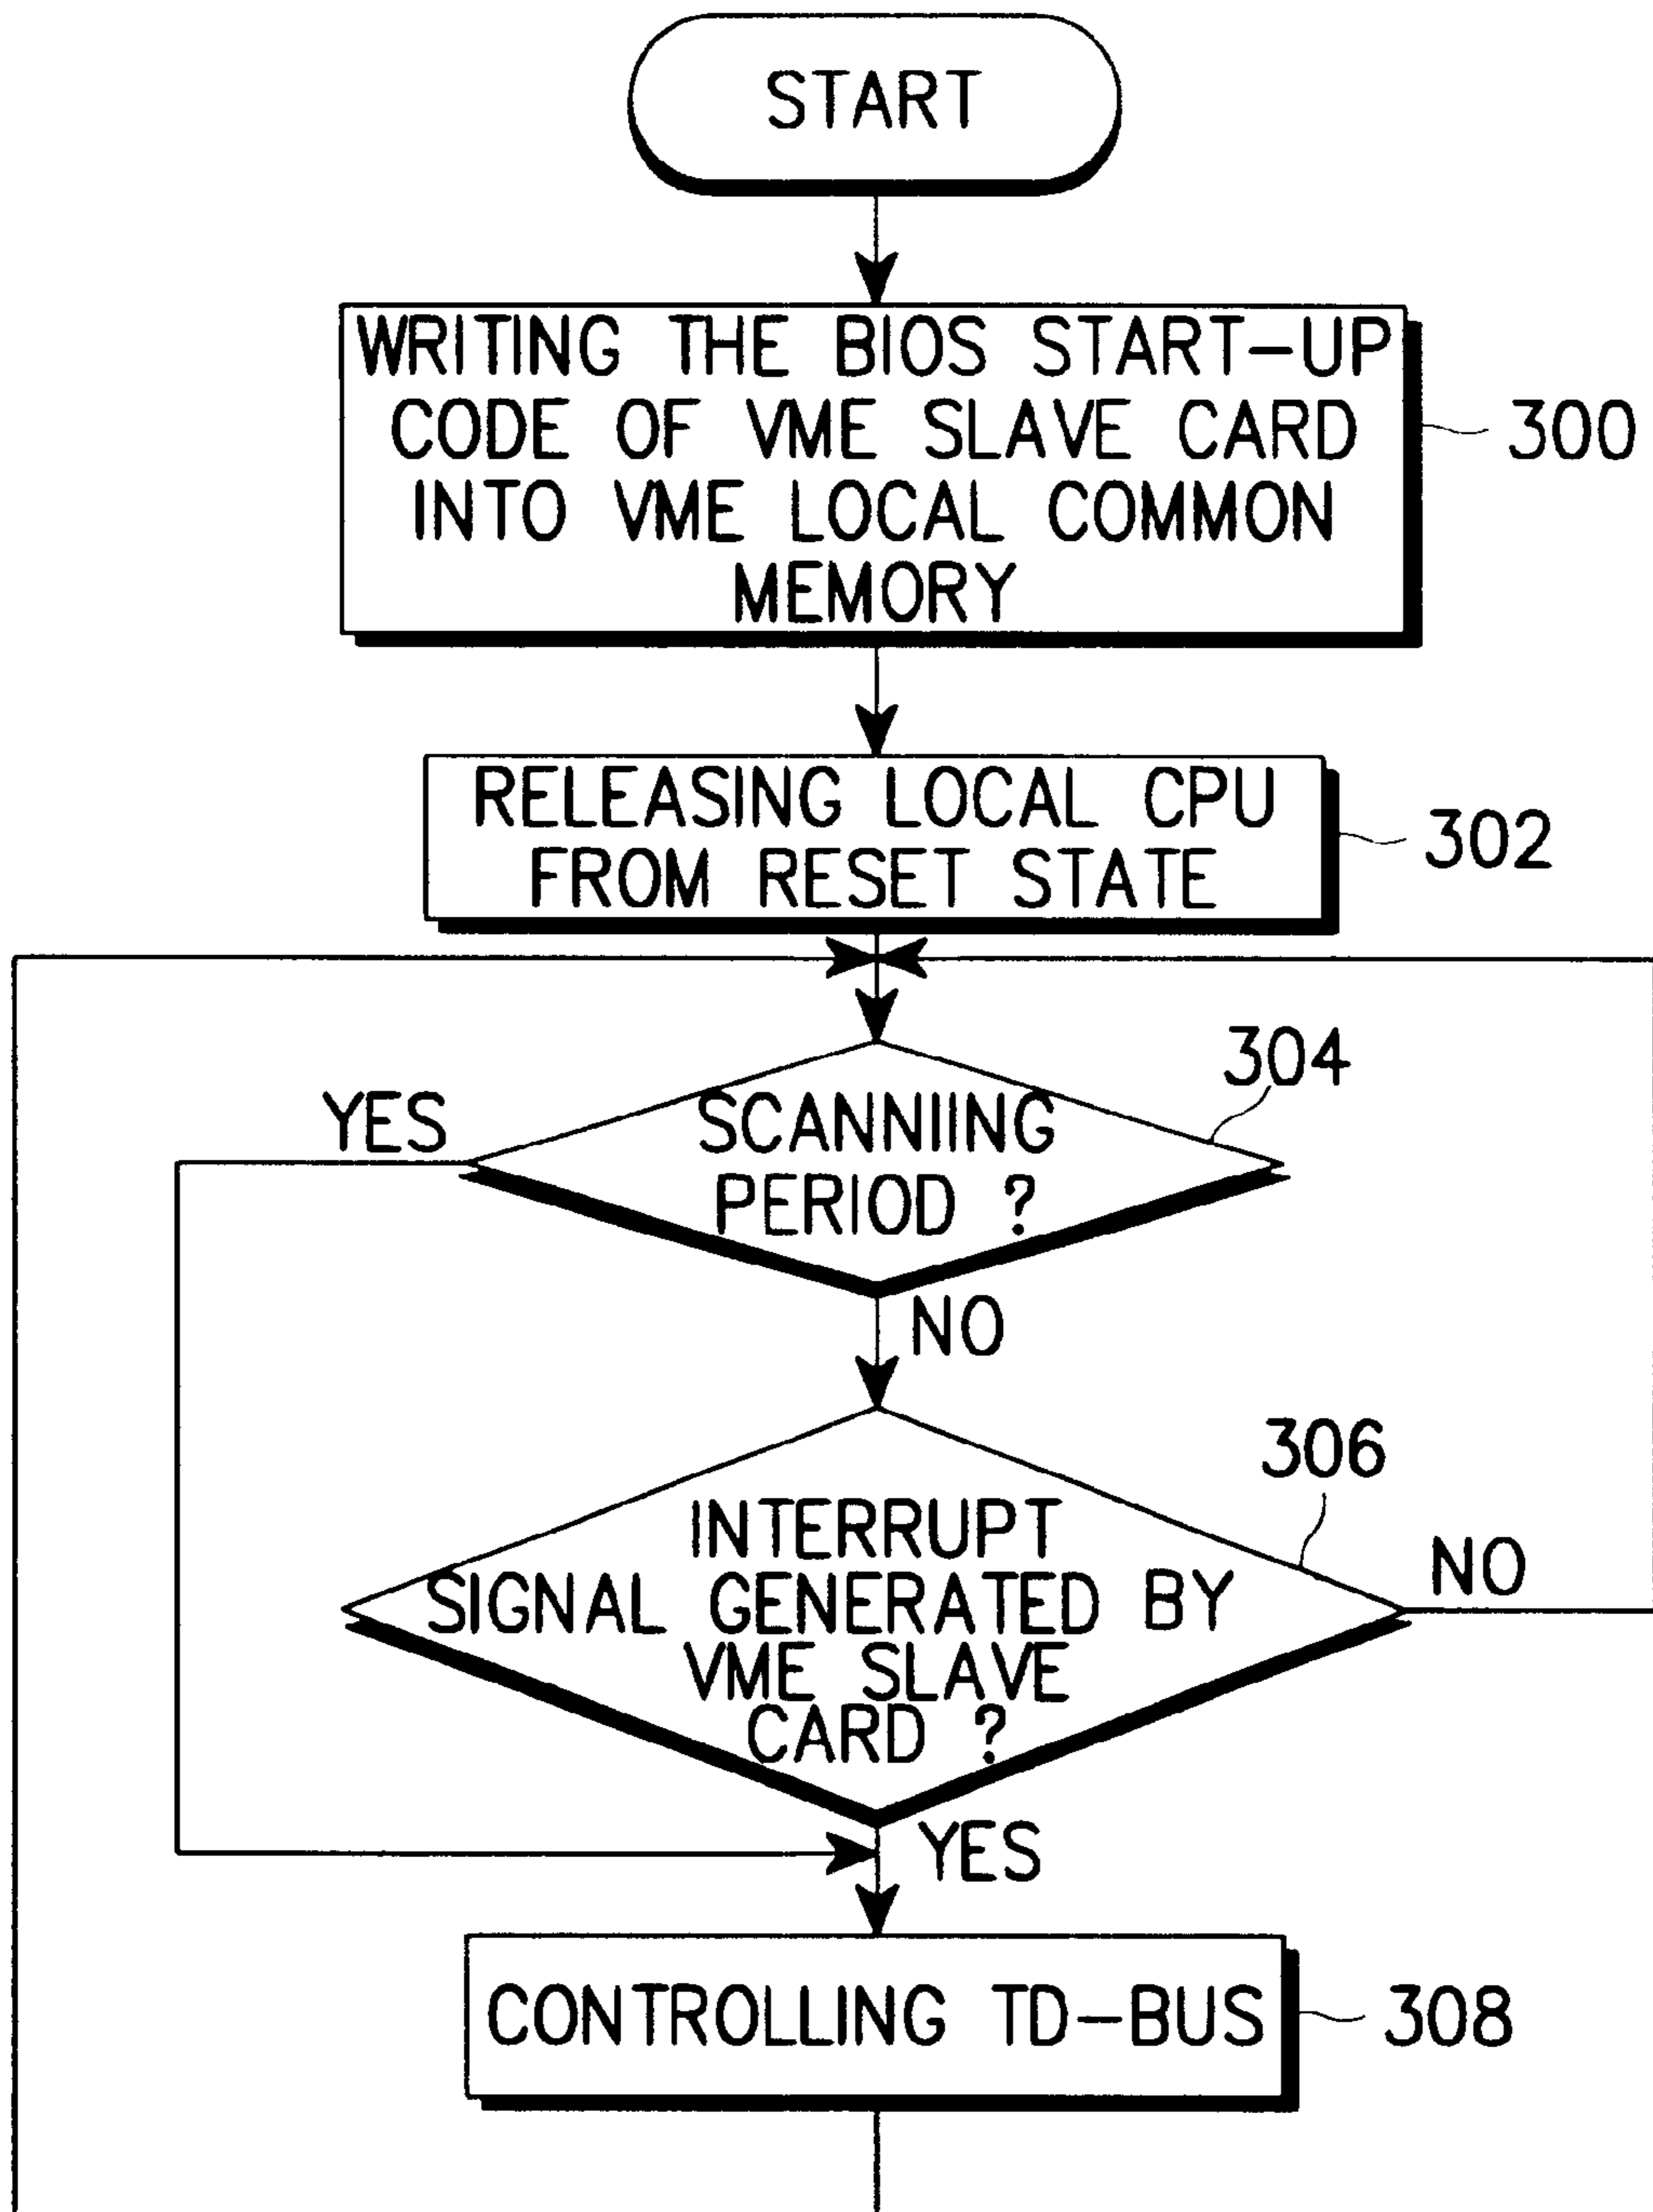 START
WRITING THE BIOS START-UP
CODE OF VME SLAVE CARD
INTO VME LOCAL COMMON
MEMORY
300
RELEASING LOCAL CPU
FROM RESET STATE
302
304
YES
SCANNIING
PERIOD ?
NO
306
INTERRUPT
SIGNAL GENERATED BY
VME SLAVE
CARD ?
NO
YES
CONTROLLING TD-BUS
308